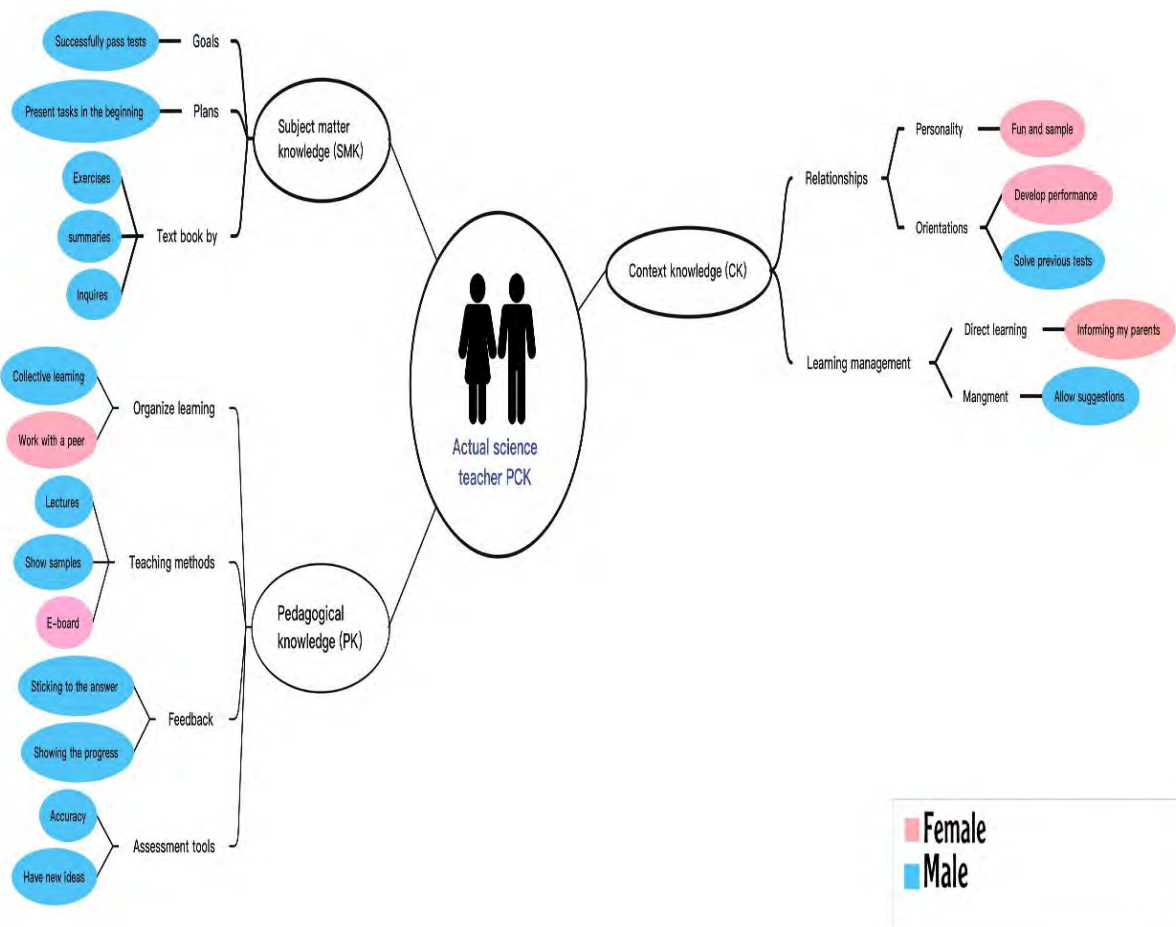 Successfully pass tests
Goals
Present tasks in the beginning
Plans
Subject matter
knowledge (SMK)
Exercises
summaries
Inquires
Text book by
Collective learning
Work with a peer
Organize learning
Lectures
Show samples
E-board
Teaching methods
Pedagogical
knowledge (PK)
Sticking to the answer
Showing the progress
Feedback
Accuracy
Have new ideas
Assessment tools
Actual science
teacher PCK
Context knowledge (CK)
Relationships
Personality
Fun and sample
Orientations
Develop performance
Solve previous tests
Learning management
Direct learning
Informing my parents
Mangment
Allow suggestions
Female
Male